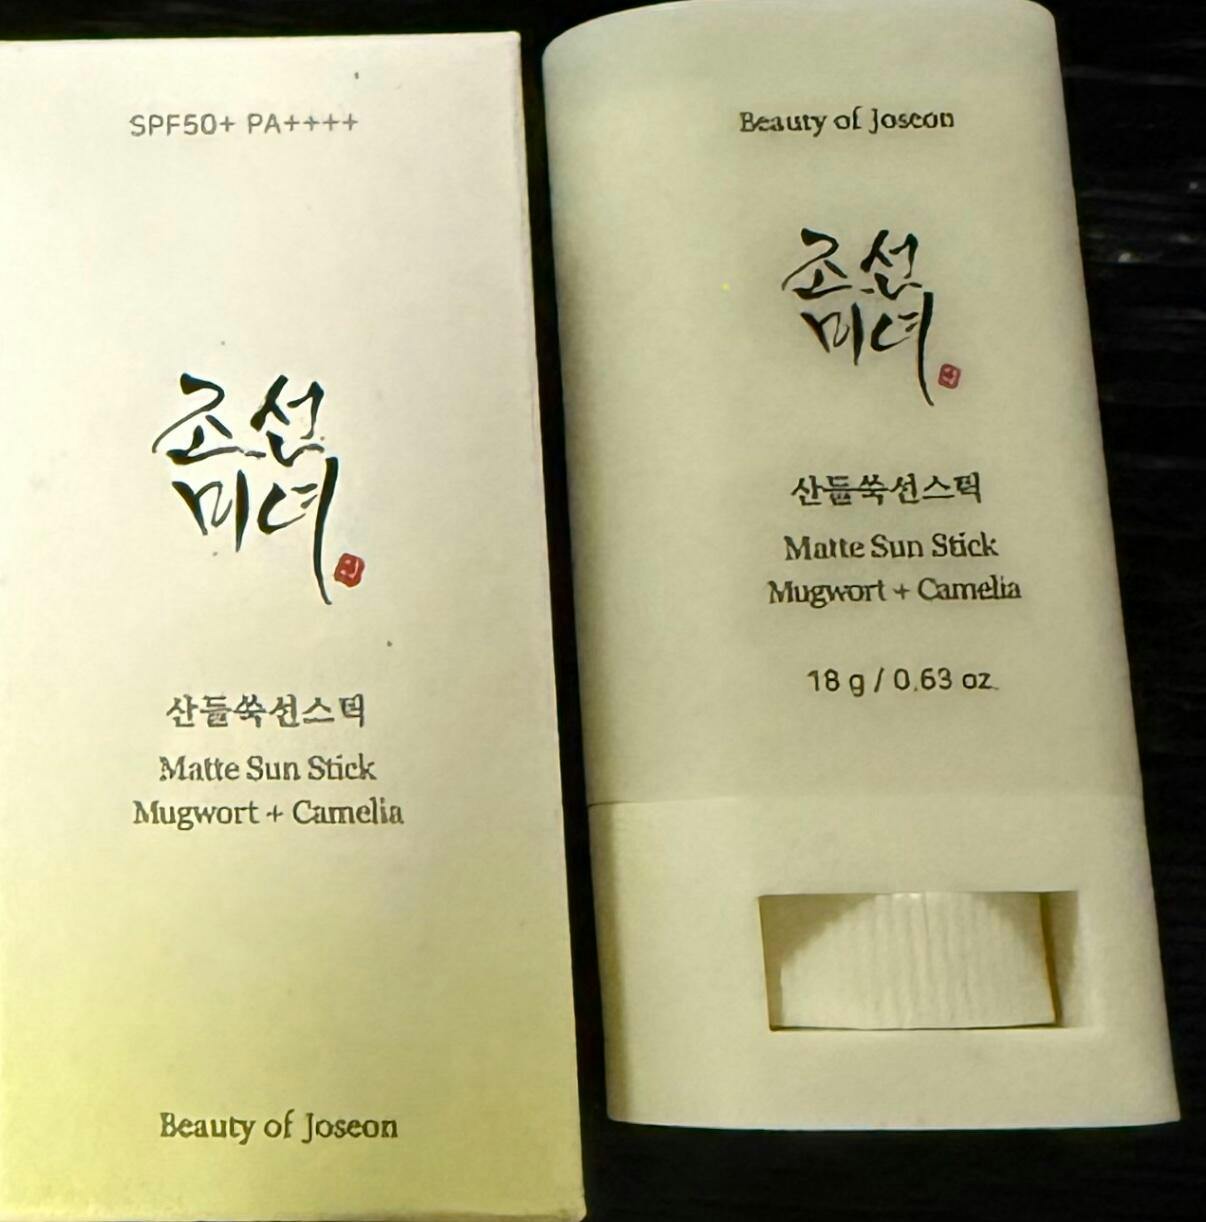 SPF50+ PA++++
조선
미녀
산들쑥선스틱
Matte Sun Stick
Mugwort + Camelia
Beauty of Joseon
Beauty of Joseon
조선
미녀
산들쑥선스틱
Matte Sun Stick
Mugwort + Camelia
18 g / 0.63 oz.